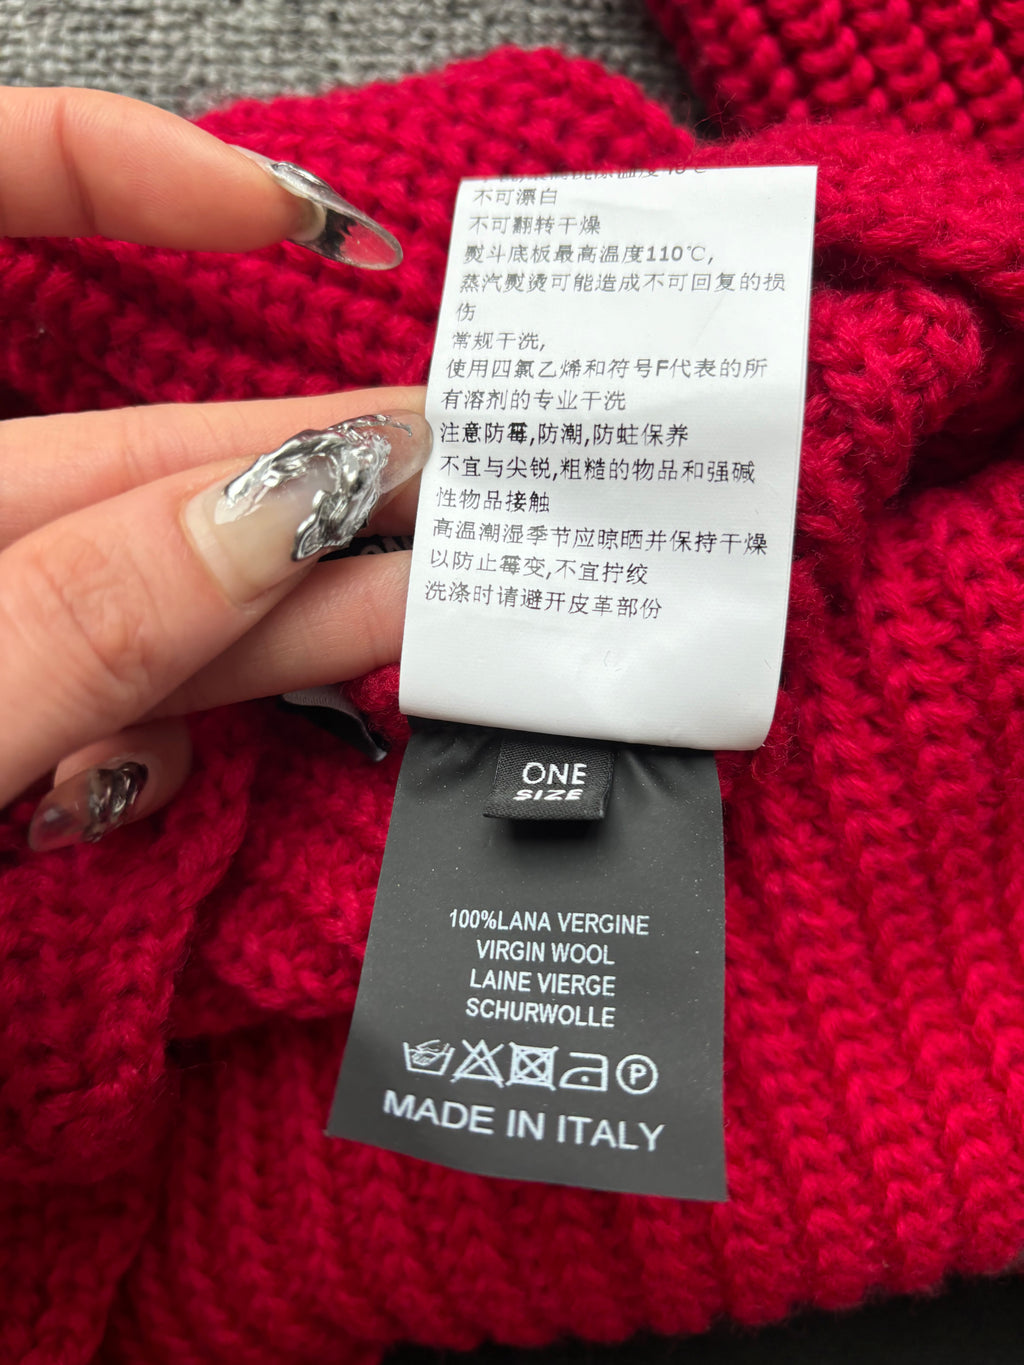 不可漂白
不可翻转干燥
熨斗底板最高温度110℃,
蒸汽熨烫可能造成不可回复的损
伤
常规干洗,
使用四氯乙烯和符号F代表的所
有溶剂的专业干洗
注意防霉,防潮,防蛀保养
不宜与尖锐,粗糙的物品和强碱
性物品接触
高温潮湿季节应晾晒并保持干燥
以防止霉变,不宜拧绞
洗涤时请避开皮革部份
ONE
SIZE
100%LANA VERGINE
VIRGIN WOOL
LAINE VIERGE
SCHURWOLLE
P
MADE IN ITALY